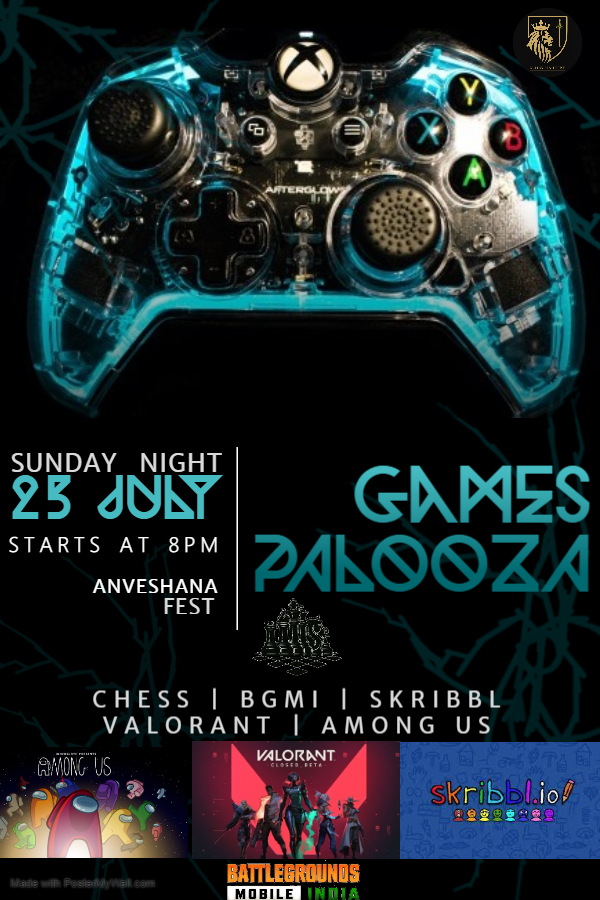 Y
X
B
A
AFTERGLOW
SUNDAY NIGHT
25 JULY
STARTS AT 8PM
ANVESHANA
FEST
GAMES
PALOOZA
CHESS | BGMI | SKRIBBL
VALORANT | AMONG US
AMONG US
VALORANT
CLOSED BETA
skribbl.io
BATTLEGROUNDS
MOBILE INDIA
Made with PosterMyWall.com